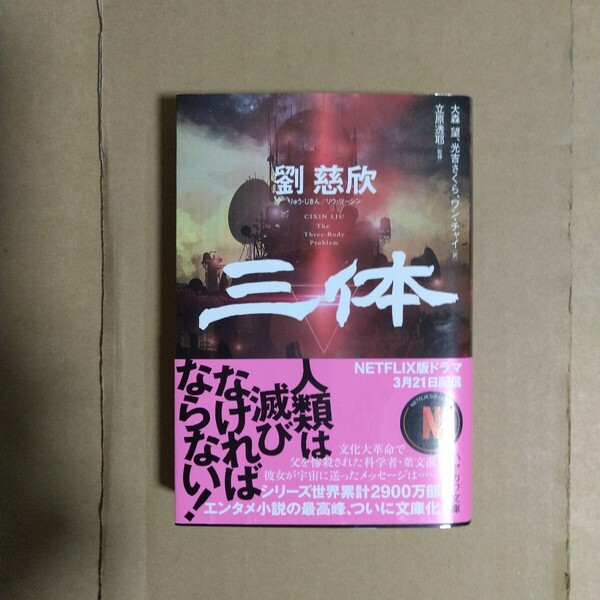 大森 望、光吉さくら、ワン・チャイ 訳
立原透耶
劉 慈欣
りゅう・じきん／リウ・ツーシン
CIXIN LIU
The
Three-Body
Problem
三体
NETFLIX版ドラマ
3月21日配信
人類は
滅び
なければ
ならない!
文化大革命で
父を惨殺された科学者・葉文潔
彼女が宇宙に送ったメッセージは……
シリーズ世界累計2900万部
エンタメ小説の最高峰、ついに文庫化
N
ハヤカワ文庫